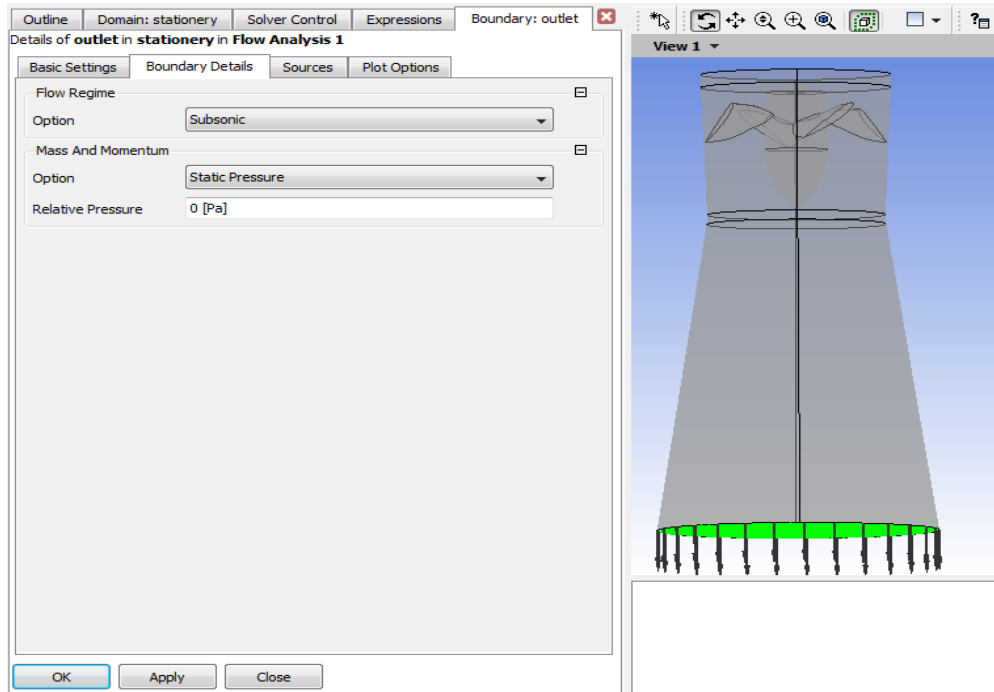 Outline Domain: stationery Solver Control Expressions Boundary: outlet
Details of outlet in stationery in Flow Analysis 1
Basic Settings Boundary Details Sources Plot Options
Flow Regime
Option Subsonic
Mass And Momentum
Option Static Pressure
Relative Pressure 0 [Pa]
OK Apply Close
View 1